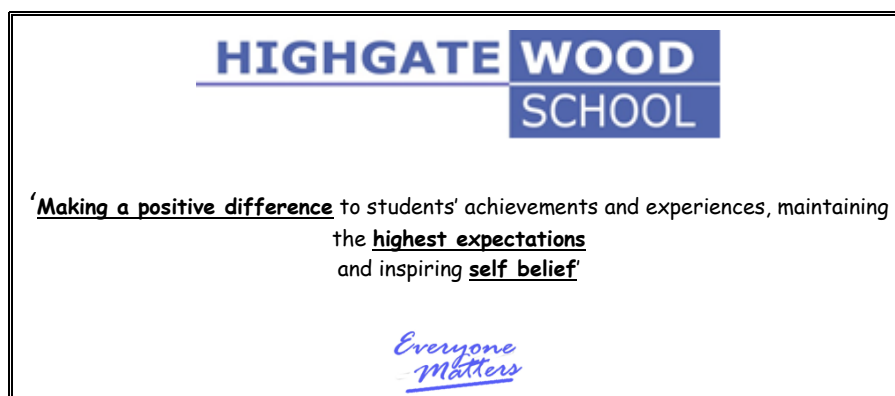 HIGHGATE WOOD
SCHOOL
‘Making a positive difference to students’ achievements and experiences, maintaining
the highest expectations
and inspiring self belief’
Everyone
Matters